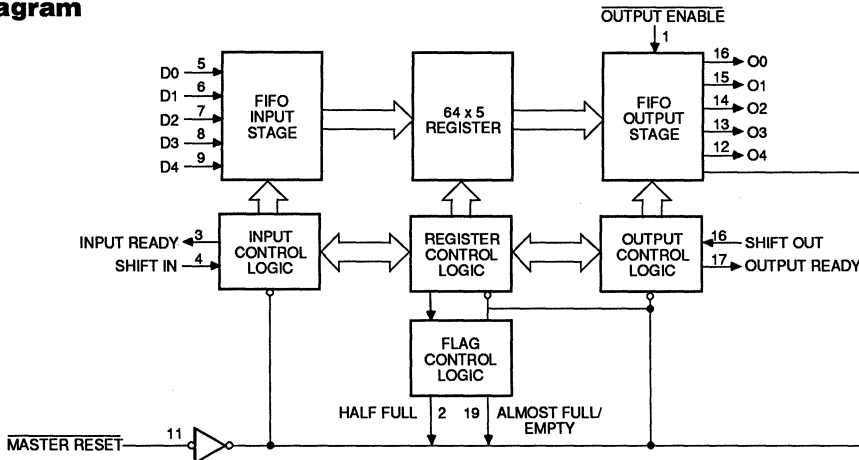 agram
OUTPUT ENABLE
1
D0 5
D1 6
D2 7
D3 8
D4 9
FIFO
INPUT
STAGE
64 x 5
REGISTER
FIFO
OUTPUT
STAGE
16 O0
15 O1
14 O2
13 O3
12 O4
INPUT READY 3
SHIFT IN 4
INPUT
CONTROL
LOGIC
REGISTER
CONTROL
LOGIC
OUTPUT
CONTROL
LOGIC
16 SHIFT OUT
17 OUTPUT READY
FLAG
CONTROL
LOGIC
HALF FULL 2 19 ALMOST FULL/
EMPTY
MASTER RESET 11